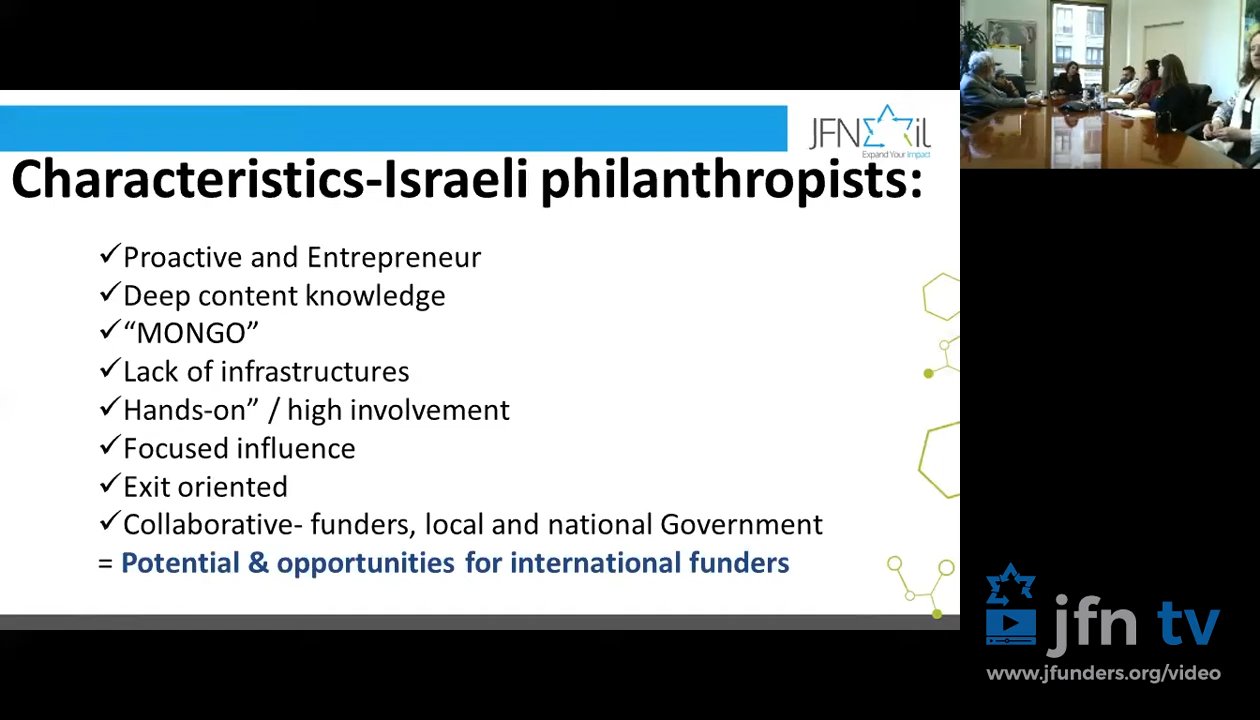 JFN il
Expand Your Impact
Characteristics-Israeli philanthropists:
✓Proactive and Entrepreneur
✓Deep content knowledge
✓“MONGO”
✓Lack of infrastructures
✓Hands-on” / high involvement
✓Focused influence
✓Exit oriented
✓Collaborative- funders, local and national Government
= Potential & opportunities for international funders
jfn tv
www.jfunders.org/video